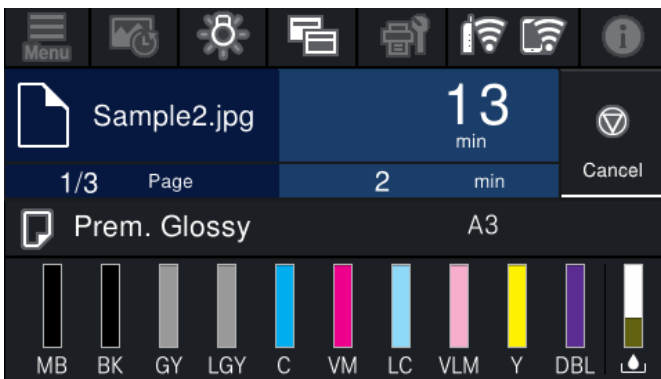 Menu
Sample2.jpg
13
min
Cancel
1/3 Page
2 min
Prem. Glossy A3
MB BK GY LGY C VM LC VLM Y DBL